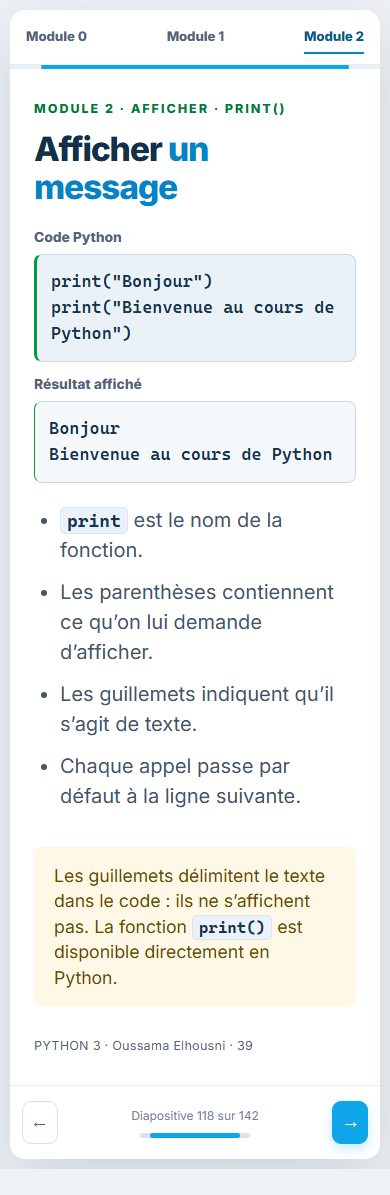 Module 0 Module 1 Module 2
MODULE 2 · AFFICHER · PRINT()
Afficher un
message
Code Python
print("Bonjour")
print("Bienvenue au cours de
Python")
Résultat affiché
Bonjour
Bienvenue au cours de Python
• print est le nom de la
fonction.
• Les parenthèses contiennent
ce qu’on lui demande
d’afficher.
• Les guillemets indiquent qu’il
s’agit de texte.
• Chaque appel passe par
défaut à la ligne suivante.
Les guillemets délimitent le texte
dans le code : ils ne s’affichent
pas. La fonction print() est
disponible directement en
Python.
PYTHON 3 · Oussama Elhousni · 39
← Diapositive 118 sur 142 →